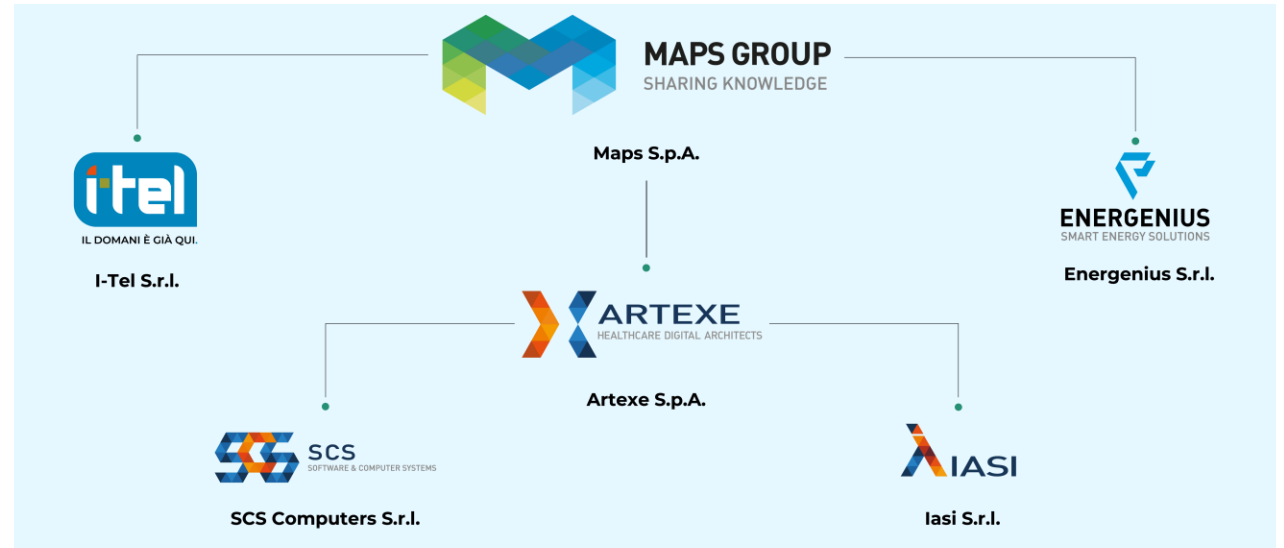 MAPS GROUP
SHARING KNOWLEDGE
Maps S.p.A.
i-tel
IL DOMANI È GIÀ QUI.
I-Tel S.r.l.
ENERGENIUS
SMART ENERGY SOLUTIONS
Energenius S.r.l.
ARTEXE
HEALTHCARE DIGITAL ARCHITECTS
Artexe S.p.A.
SCS
SCS
SOFTWARE & COMPUTER SYSTEMS
SCS Computers S.r.l.
IASI
Iasi S.r.l.